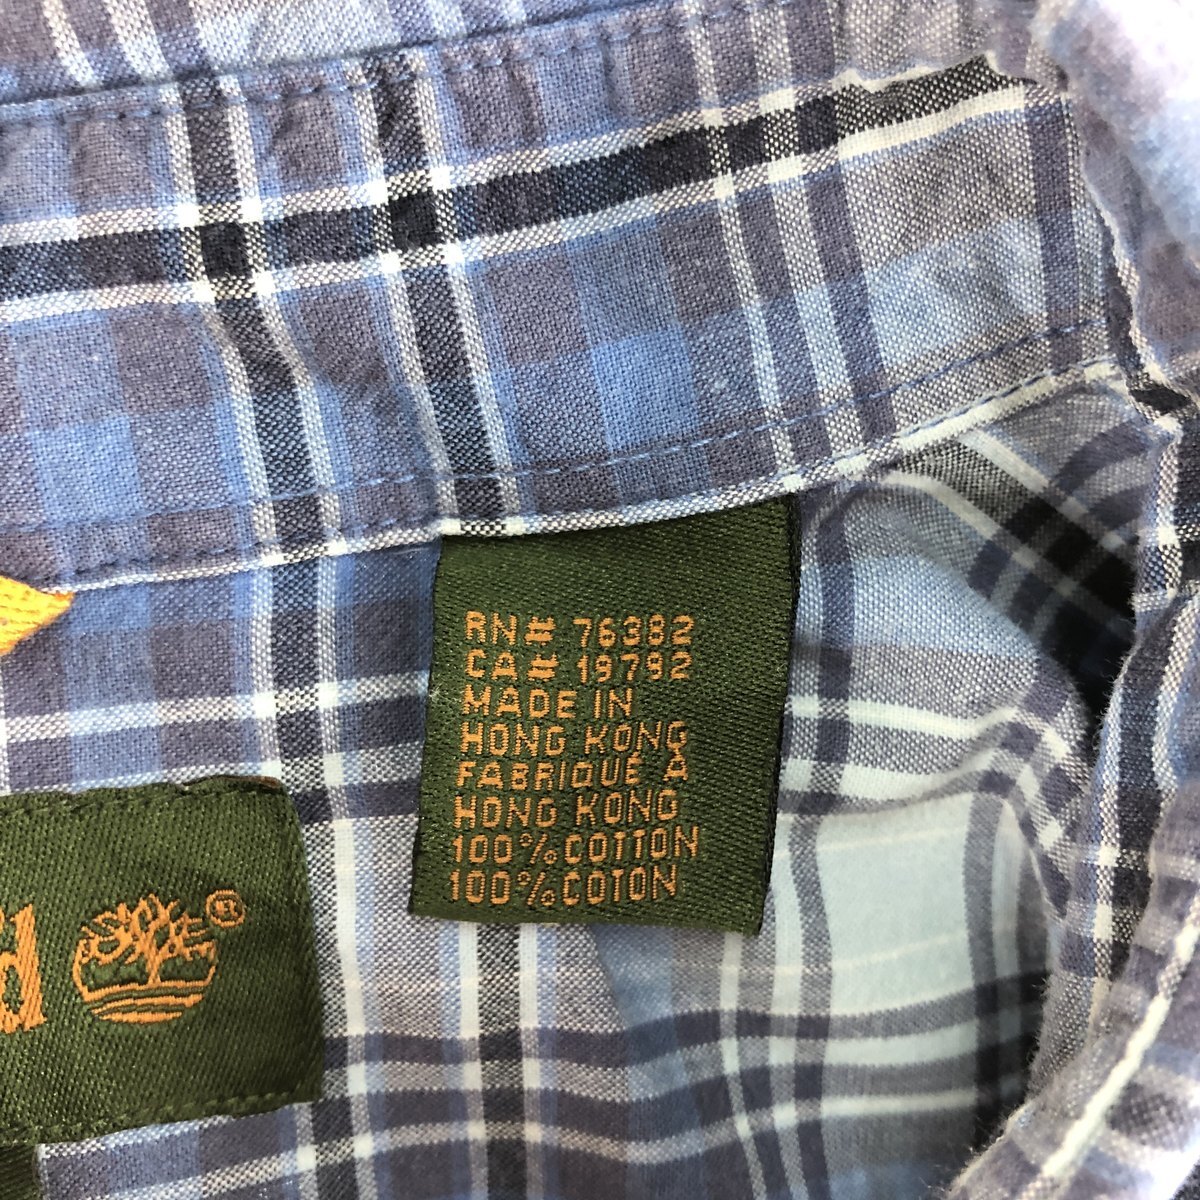 RN# 76382
CA# 19792
MADE IN
HONG KONG
FABRIQUÉ À
HONG KONG
100% COTTON
100% COTON
d ®